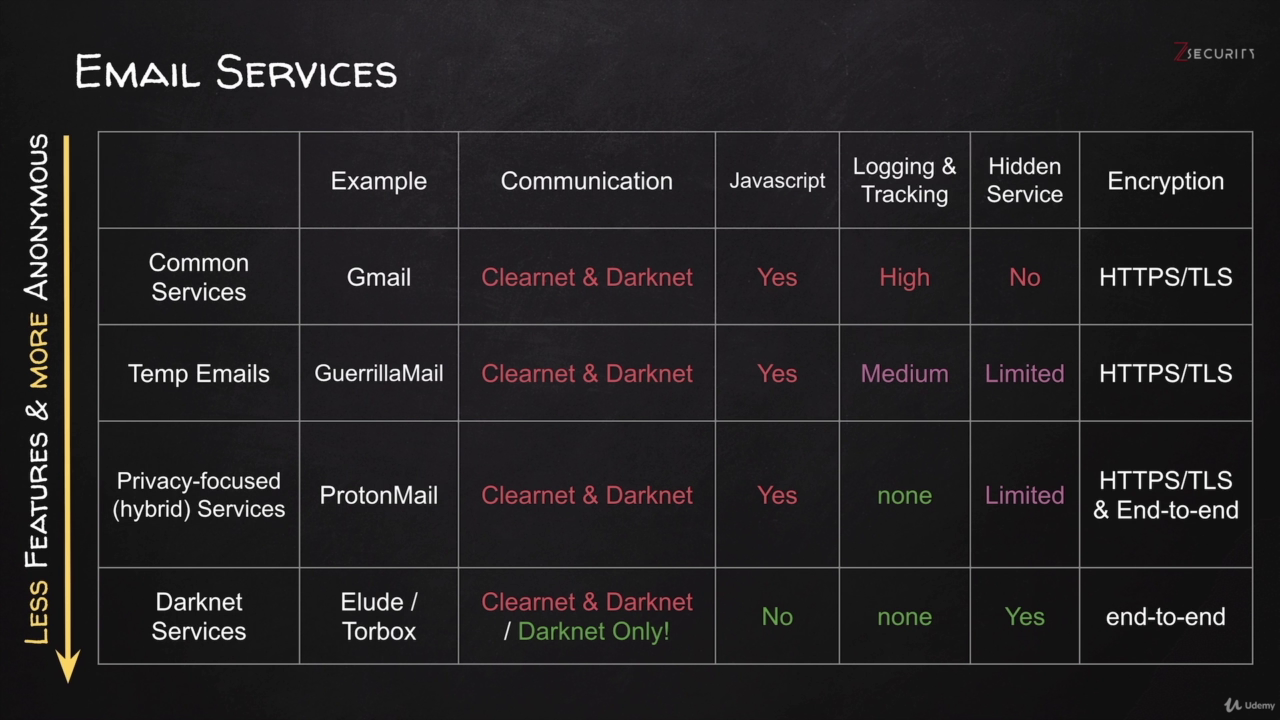 Email Services
ZSECURITY
Less Features & more Anonymous
Example
Communication
Javascript
Logging &
Tracking
Hidden
Service
Encryption
Common
Services
Gmail
Clearnet & Darknet
Yes
High
No
HTTPS/TLS
Temp Emails
GuerrillaMail
Clearnet & Darknet
Yes
Medium
Limited
HTTPS/TLS
Privacy-focused
(hybrid) Services
ProtonMail
Clearnet & Darknet
Yes
none
Limited
HTTPS/TLS
& End-to-end
Darknet
Services
Elude /
Torbox
Clearnet & Darknet
/ Darknet Only!
No
none
Yes
end-to-end
Udemy